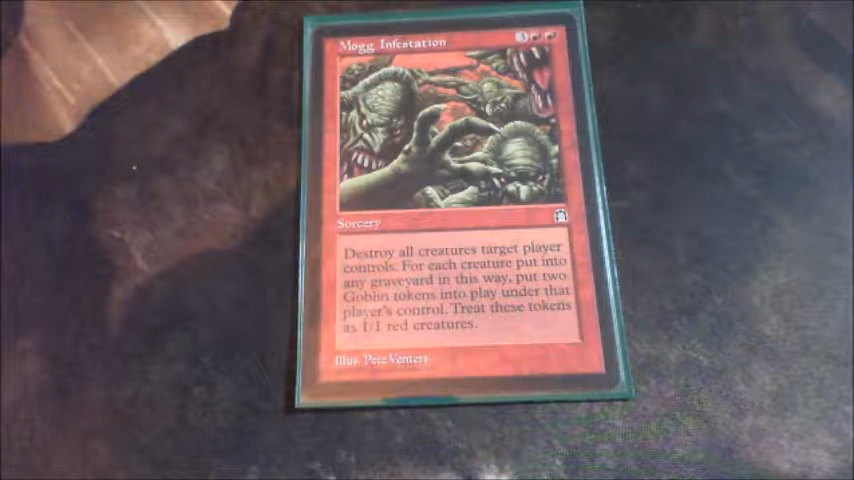 Mogg Infestation
3
Sorcery
Destroy all creatures target player
controls. For each creature put into
any graveyard in this way, put two
Goblin tokens into play under that
player's control. Treat these tokens
as 1/1 red creatures.
Illus. Pete Venters